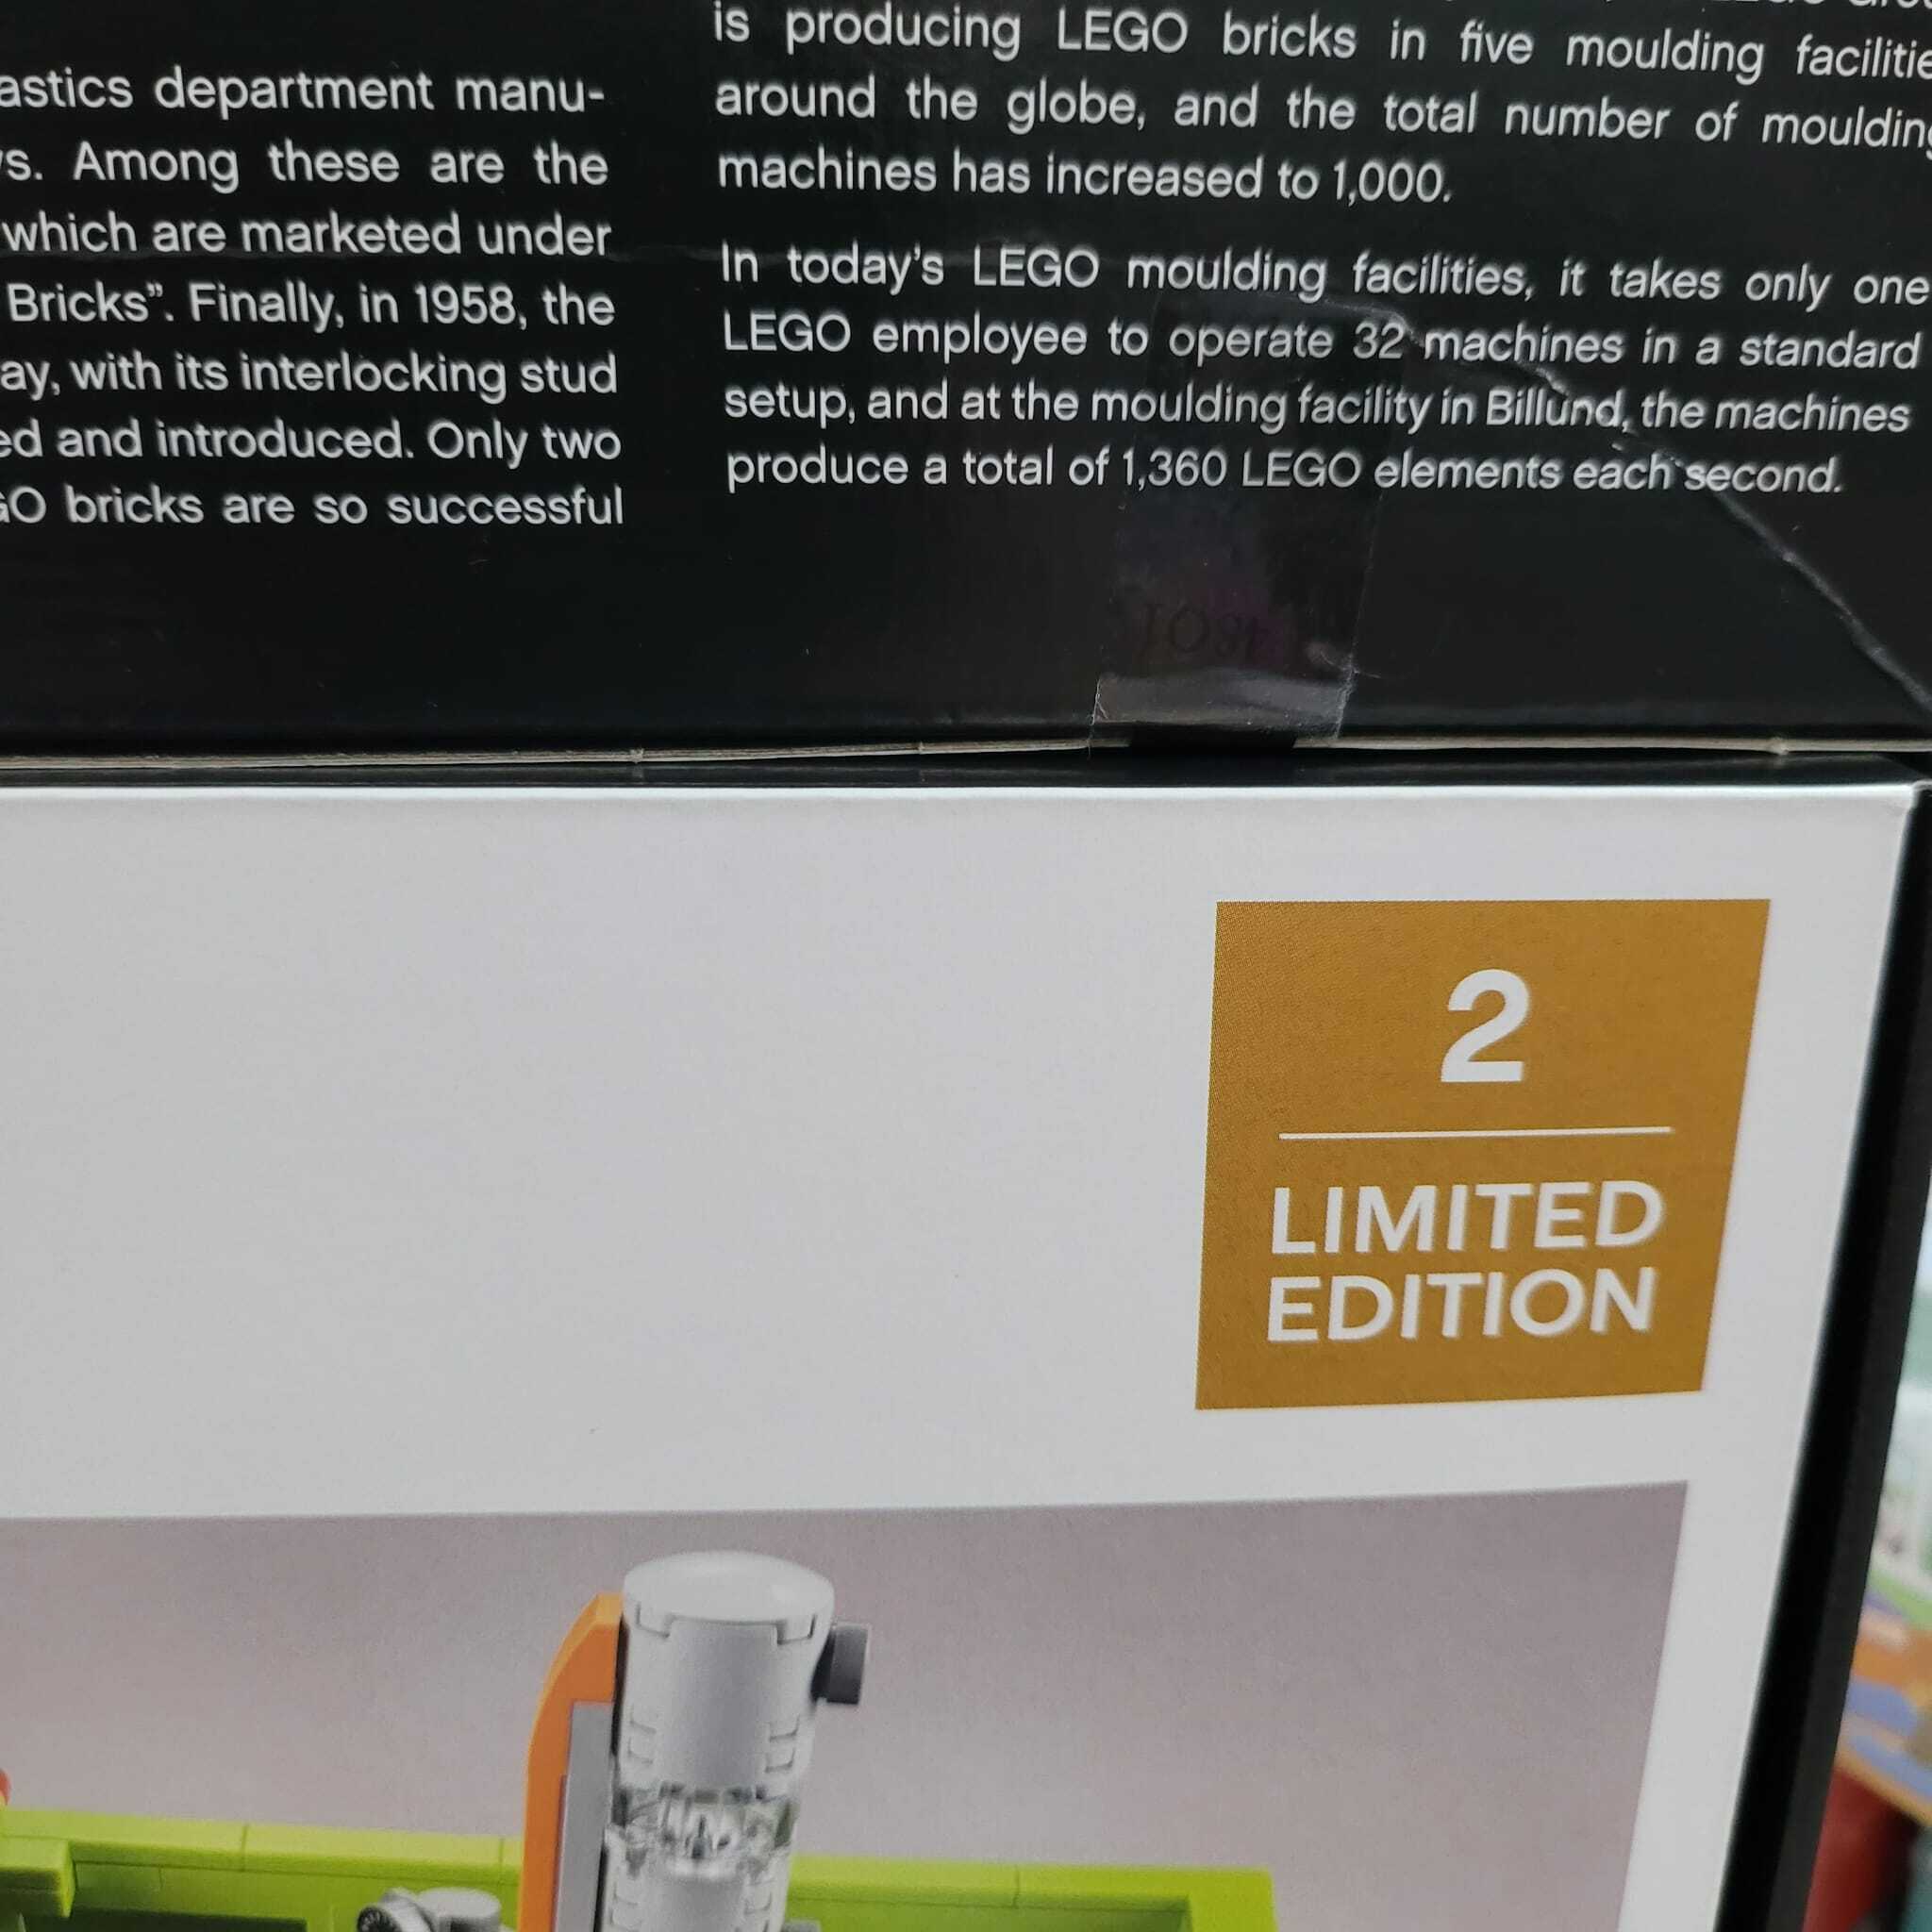 astics department manu-
s. Among these are the
which are marketed under
Bricks”. Finally, in 1958, the
ay, with its interlocking stud
ed and introduced. Only two
GO bricks are so successful
is producing LEGO bricks in five moulding facilitie
around the globe, and the total number of moulding
machines has increased to 1,000.
In today's LEGO moulding facilities, it takes only one
LEGO employee to operate 32 machines in a standard
setup, and at the moulding facility in Billund, the machines
produce a total of 1,360 LEGO elements each second.
2
LIMITED
EDITION